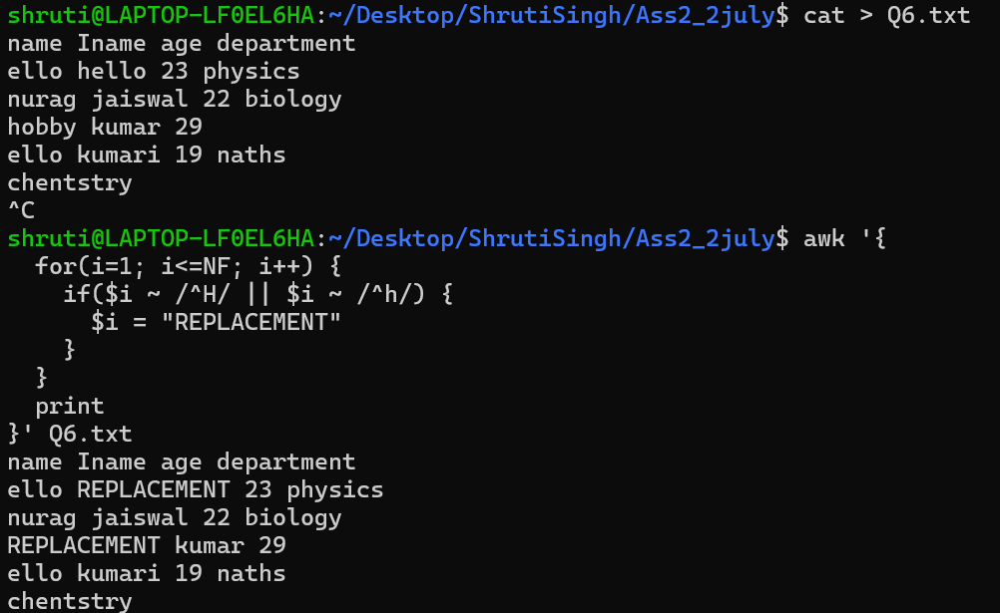 shruti@LAPTOP-LF0EL6HA:~/Desktop/ShrutiSingh/Ass2_2july$ cat > Q6.txt
name Iname age department
ello hello 23 physics
nurag jaiswal 22 biology
hobby kumar 29
ello kumari 19 naths
chentstry
^C
shruti@LAPTOP-LF0EL6HA:~/Desktop/ShrutiSingh/Ass2_2july$ awk '{
  for(i=1; i<=NF; i++) {
    if($i ~ /^H/ || $i ~ /^h/) {
      $i = "REPLACEMENT"
    }
  }
  print
}' Q6.txt
name Iname age department
ello REPLACEMENT 23 physics
nurag jaiswal 22 biology
REPLACEMENT kumar 29
ello kumari 19 naths
chentstry